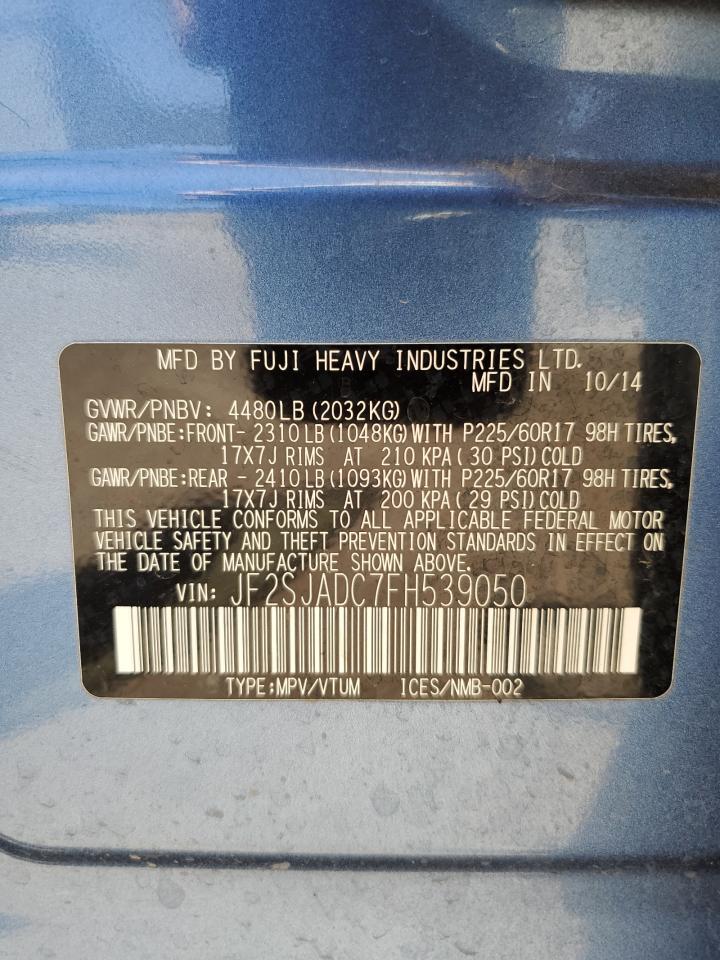 MFD BY FUJI HEAVY INDUSTRIES LTD.
MFD IN 10/14
GVWR/PNBV: 4480LB(2032KG)
GAWR/PNBE:FRONT- 2310LB(1048KG)WITH P225/60R17 98H TIRES,
17X7J RIMS AT 210 KPA(30 PSI)COLD
GAWR/PNBE:REAR - 2410LB(1093KG)WITH P225/60R17 98H TIRES,
17X7J RIMS AT 200 KPA(29 PSI)COLD
THIS VEHICLE CONFORMS TO ALL APPLICABLE FEDERAL MOTOR
VEHICLE SAFETY AND THEFT PREVENTION STANDARDS IN EFFECT ON
THE DATE OF MANUFACTURE SHOWN ABOVE.
VIN: JF2SJADC7FH539050
TYPE:MPV/VTUM ICES/NMB-002